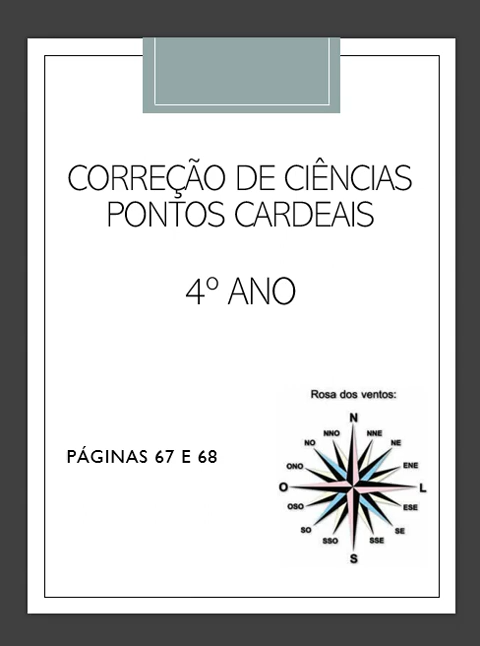 CORREÇÃO DE CIÊNCIAS
PONTOS CARDEAIS
4º ANO
PÁGINAS 67 E 68
Rosa dos ventos:
N
NNO NNE
NO NE
ONO ENE
O L
OSO ESE
SO SE
SSO SSE
S